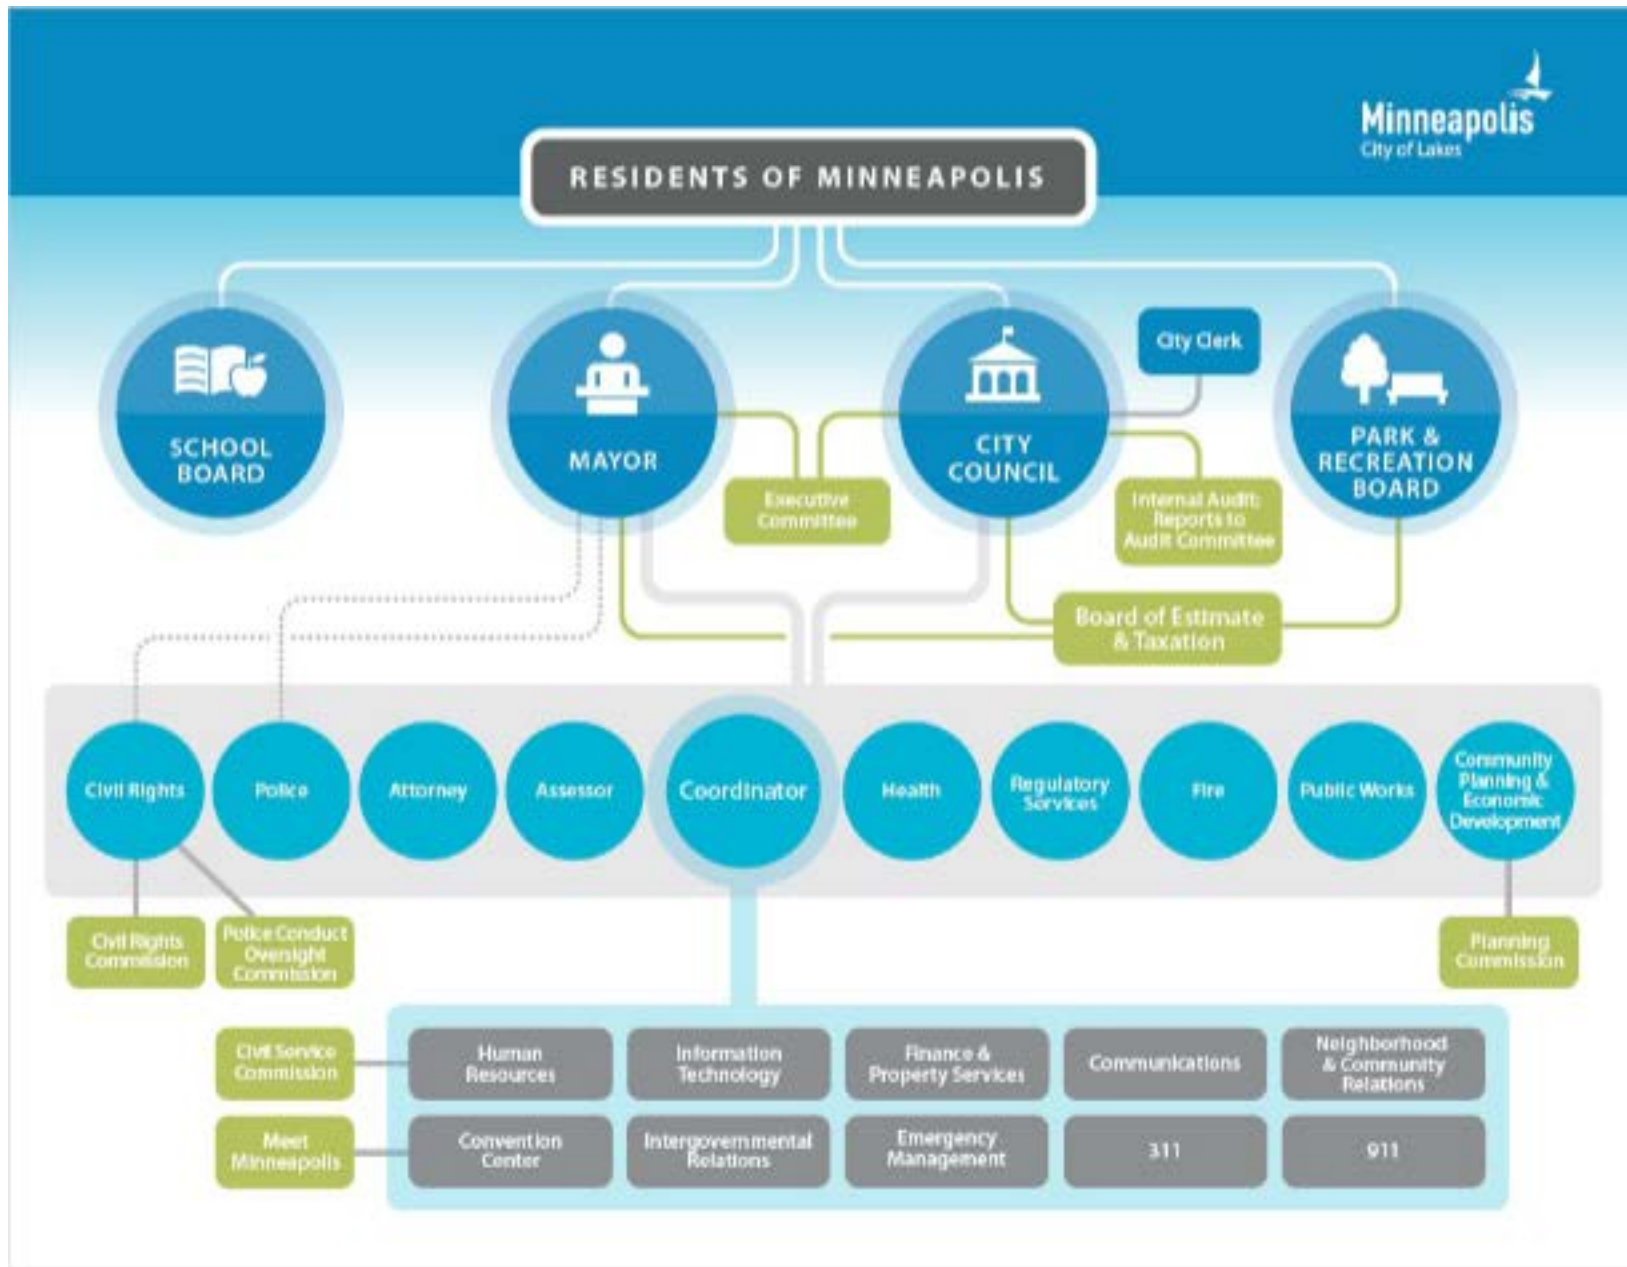 Minneapolis
City of Lakes
RESIDENTS OF MINNEAPOLIS
SCHOOL
BOARD
MAYOR
CITY
COUNCIL
City Clerk
PARK &
RECREATION
BOARD
Executive
Committee
Internal Audit:
Reports to
Audit Committee
Board of Estimate
& Taxation
Civil Rights
Police
Attorney
Assessor
Coordinator
Health
Regulatory
Services
Fire
Public Works
Community
Planning &
Economic
Development
Civil Rights
Commission
Police Conduct
Oversight
Commission
Planning
Commission
Civil Service
Commission
Human
Resources
Information
Technology
Finance &
Property Services
Communications
Neighborhood
& Community
Relations
Meet
Minneapolis
Convention
Center
Intergovernmental
Relations
Emergency
Management
311
911